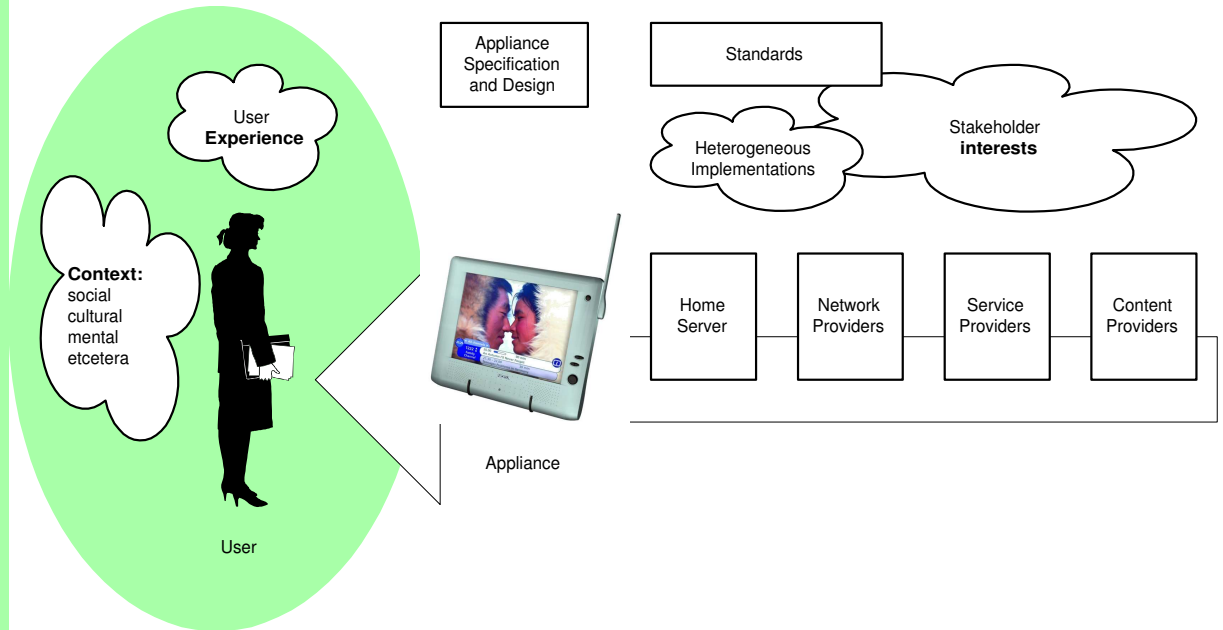 User
Experience
Context:
social
cultural
mental
etcetera
User
Appliance
Specification
and Design
Appliance
Standards
Heterogeneous
Implementations
Stakeholder
interests
Home
Server
Network
Providers
Service
Providers
Content
Providers